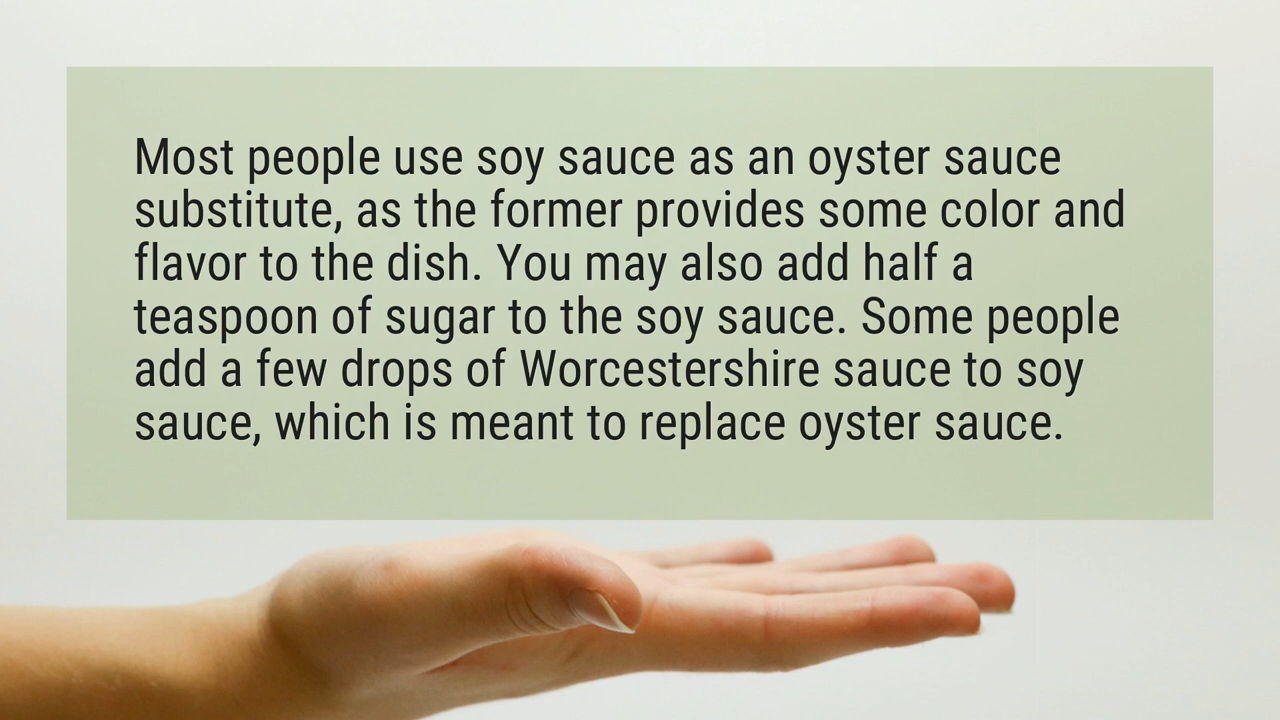 Most people use soy sauce as an oyster sauce
substitute, as the former provides some color and
flavor to the dish. You may also add half a
teaspoon of sugar to the soy sauce. Some people
add a few drops of Worcestershire sauce to soy
sauce, which is meant to replace oyster sauce.